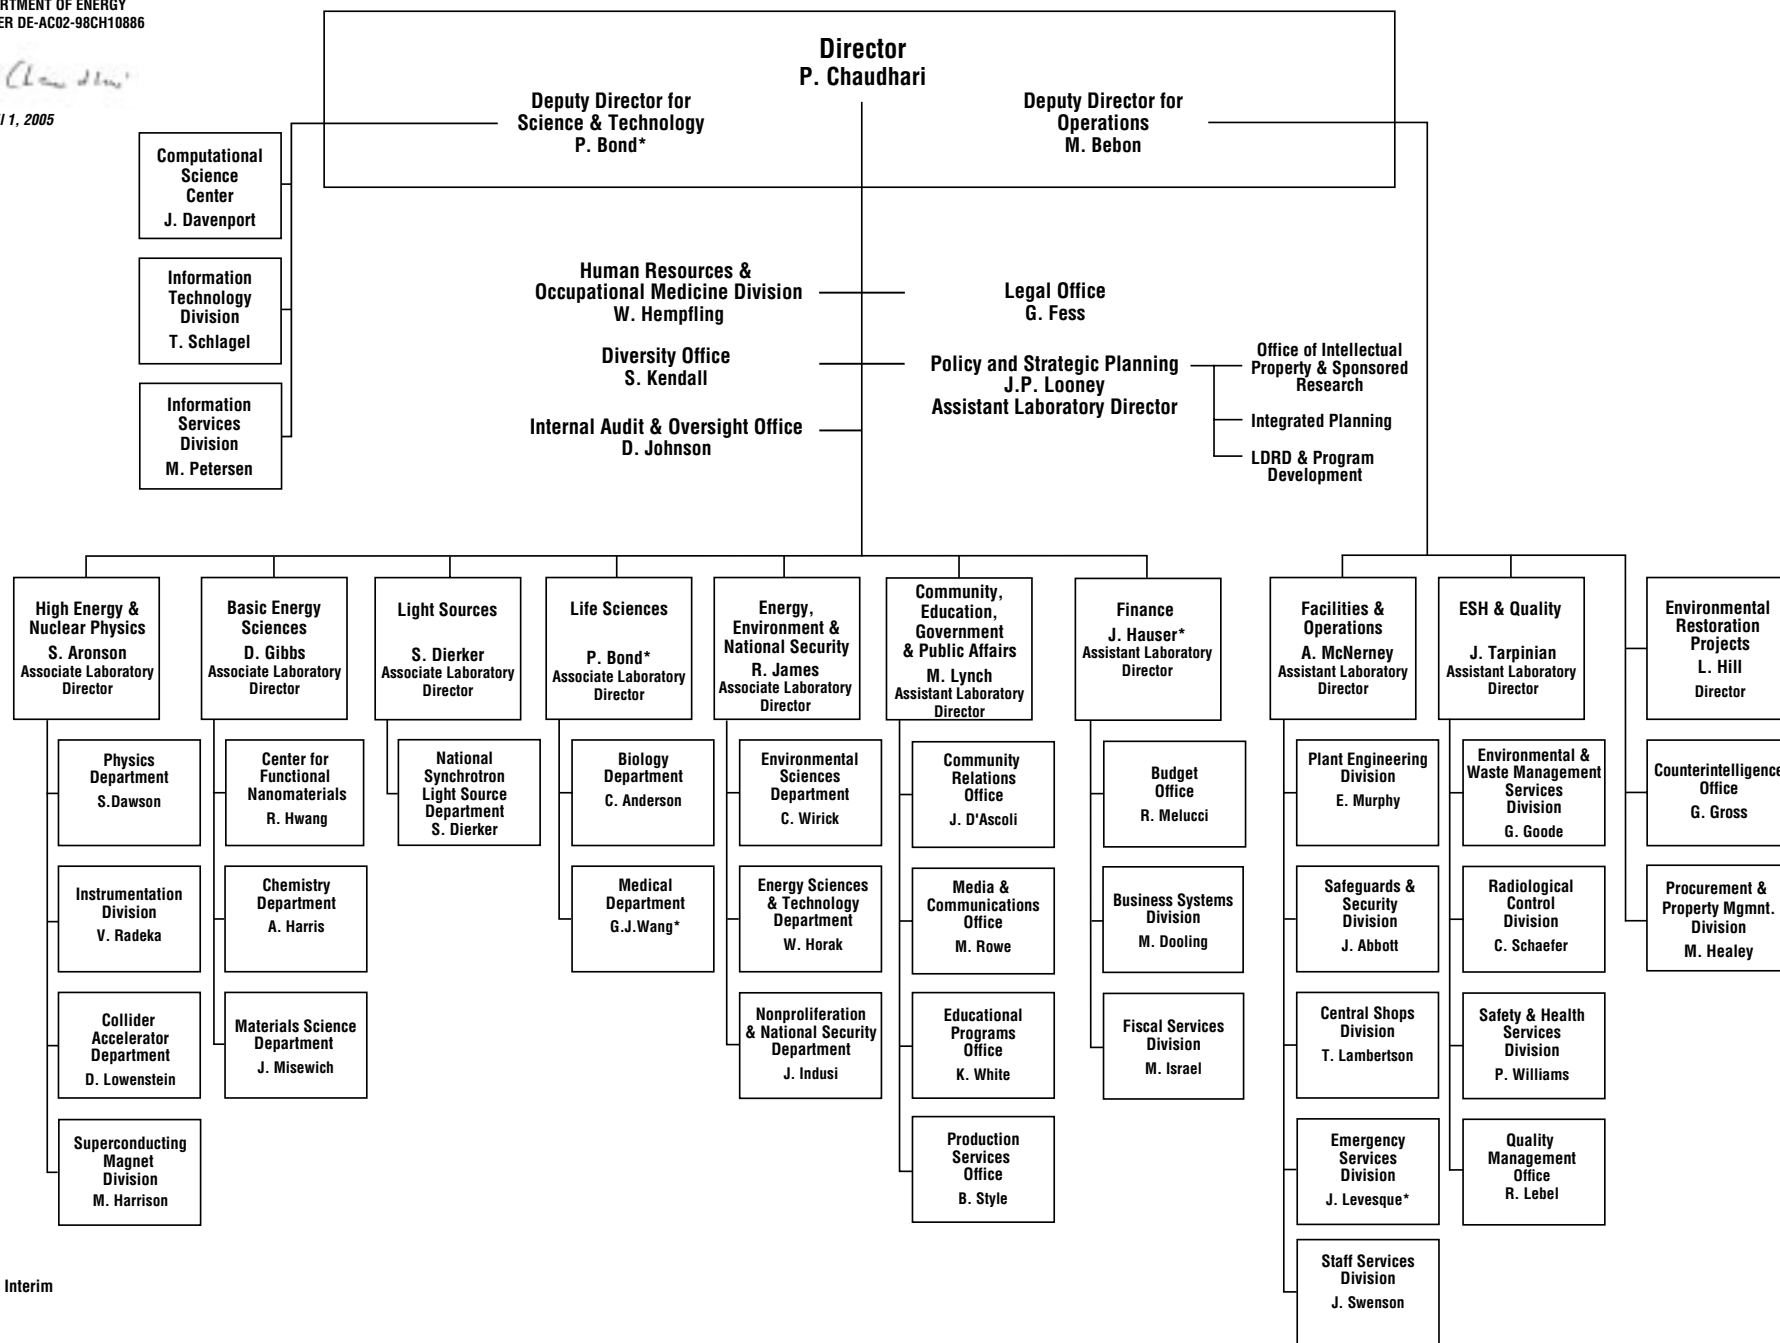 RTMENT OF ENERGY
ER DE-AC02-98CH10886
1, 2005
Director
P. Chaudhari
Deputy Director for
Science & Technology
P. Bond*
Deputy Director for
Operations
M. Bebon
Computational
Science
Center
J. Davenport
Information
Technology
Division
T. Schlagel
Information
Services
Division
M. Petersen
Human Resources &
Occupational Medicine Division
W. Hempfling
Legal Office
G. Fess
Diversity Office
S. Kendall
Policy and Strategic Planning
J.P. Looney
Assistant Laboratory Director
Office of Intellectual
Property & Sponsored
Research
Integrated Planning
LDRD & Program
Development
Internal Audit & Oversight Office
D. Johnson
High Energy &
Nuclear Physics
S. Aronson
Associate Laboratory
Director
Physics
Department
S.Dawson
Instrumentation
Division
V. Radeka
Collider
Accelerator
Department
D. Lowenstein
Superconducting
Magnet
Division
M. Harrison
Basic Energy
Sciences
D. Gibbs
Associate Laboratory
Director
Center for
Functional
Nanomaterials
R. Hwang
Chemistry
Department
A. Harris
Materials Science
Department
J. Misewich
Light Sources
S. Dierker
Associate Laboratory
Director
National
Synchrotron
Light Source
Department
S. Dierker
Life Sciences
P. Bond*
Associate Laboratory
Director
Biology
Department
C. Anderson
Medical
Department
G.J.Wang*
Energy,
Environment &
National Security
R. James
Associate Laboratory
Director
Environmental
Sciences
Department
C. Wirick
Energy Sciences
& Technology
Department
W. Horak
Nonproliferation
& National Security
Department
J. Indusi
Community,
Education,
Government
& Public Affairs
M. Lynch
Assistant Laboratory
Director
Community
Relations
Office
J. D'Ascoli
Media &
Communications
Office
M. Rowe
Educational
Programs
Office
K. White
Production
Services
Office
B. Style
Finance
J. Hauser*
Assistant Laboratory
Director
Budget
Office
R. Melucci
Business Systems
Division
M. Dooling
Fiscal Services
Division
M. Israel
Facilities &
Operations
A. McNerney
Assistant Laboratory
Director
Plant Engineering
Division
E. Murphy
Safeguards &
Security
Division
J. Abbott
Central Shops
Division
T. Lambertson
Emergency
Services
Division
J. Levesque*
Staff Services
Division
J. Swenson
ESH & Quality
J. Tarpinian
Assistant Laboratory
Director
Environmental &
Waste Management
Services
Division
G. Goode
Radiological
Control
Division
C. Schaefer
Safety & Health
Services
Division
P. Williams
Quality
Management
Office
R. Lebel
Environmental
Restoration
Projects
L. Hill
Director
Counterintelligence
Office
G. Gross
Procurement &
Property Mgmnt.
Division
M. Healey
Interim